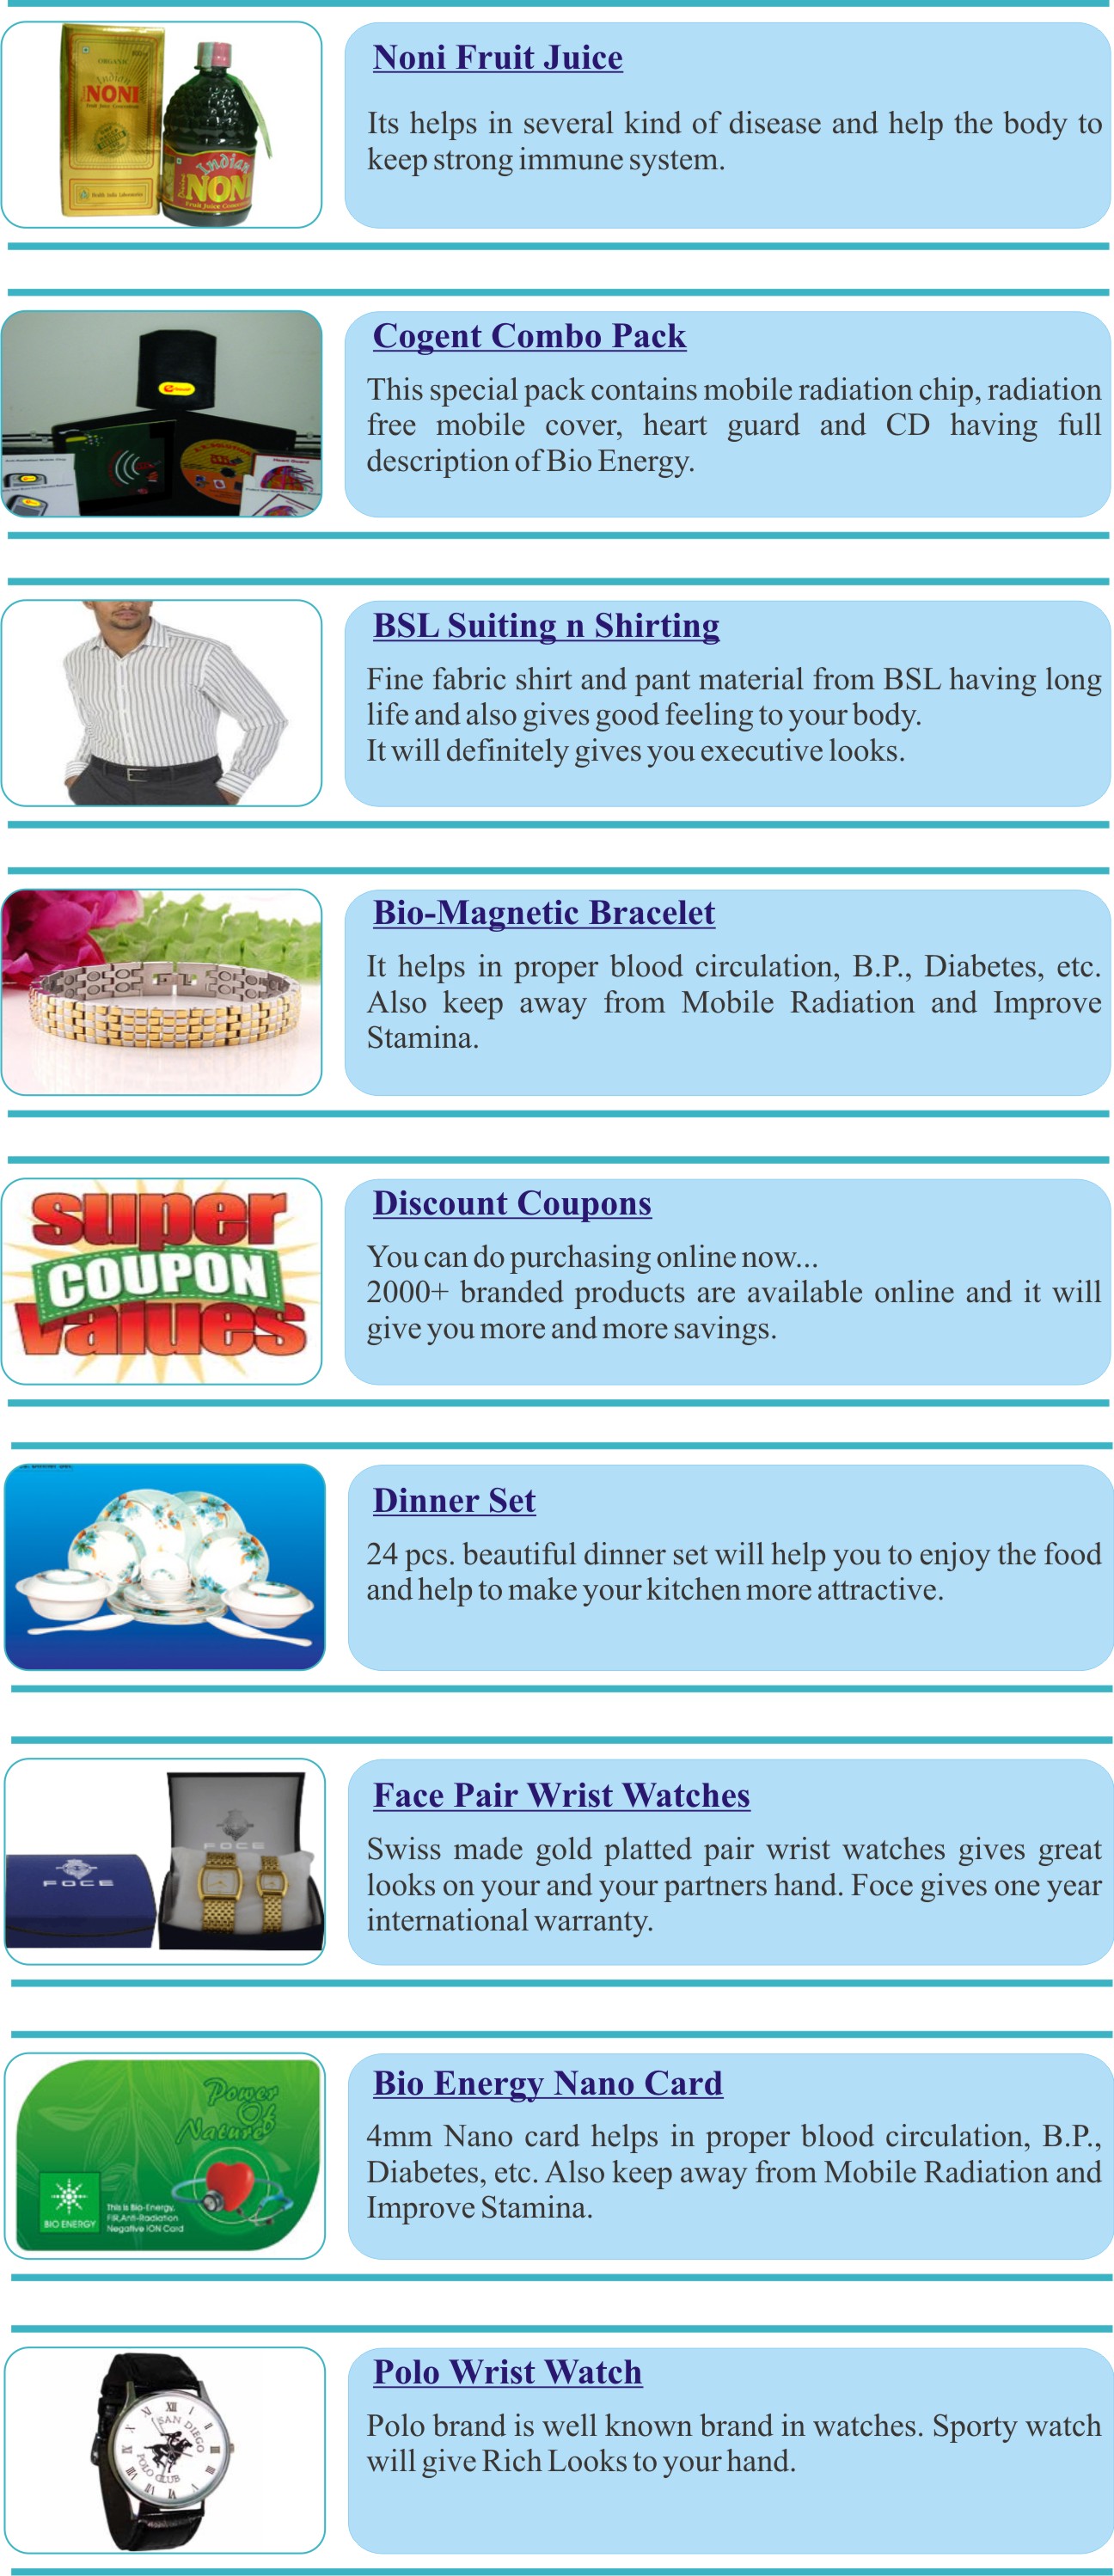 ORGANIC
Indian
NONI
Fruit Juice Concentrate
Health India Laboratories
Indian
NONI
Fruit Juice Concen
Noni Fruit Juice
Its helps in several kind of disease and help the body to
keep strong immune system.
Cogent Combo Pack
This special pack contains mobile radiation chip, radiation
free mobile cover, heart guard and CD having full
description of Bio Energy.
BSL Suiting n Shirting
Fine fabric shirt and pant material from BSL having long
life and also gives good feeling to your body.
It will definitely gives you executive looks.
Bio-Magnetic Bracelet
It helps in proper blood circulation, B.P., Diabetes, etc.
Also keep away from Mobile Radiation and Improve
Stamina.
super
COUPON
values
Discount Coupons
You can do purchasing online now...
2000+ branded products are available online and it will
give you more and more savings.
Dinner Set
24 pcs. beautiful dinner set will help you to enjoy the food
and help to make your kitchen more attractive.
FOCE
FOCE
Face Pair Wrist Watches
Swiss made gold platted pair wrist watches gives great
looks on your and your partners hand. Foce gives one year
international warranty.
Power
Of
Nature
BIO ENERGY
This is Bio-Energy,
FIR,Anti-Radiation
Negative ION Card
Bio Energy Nano Card
4mm Nano card helps in proper blood circulation, B.P.,
Diabetes, etc. Also keep away from Mobile Radiation and
Improve Stamina.
SAN DIEGO
POLO CLUB
Polo Wrist Watch
Polo brand is well known brand in watches. Sporty watch
will give Rich Looks to your hand.